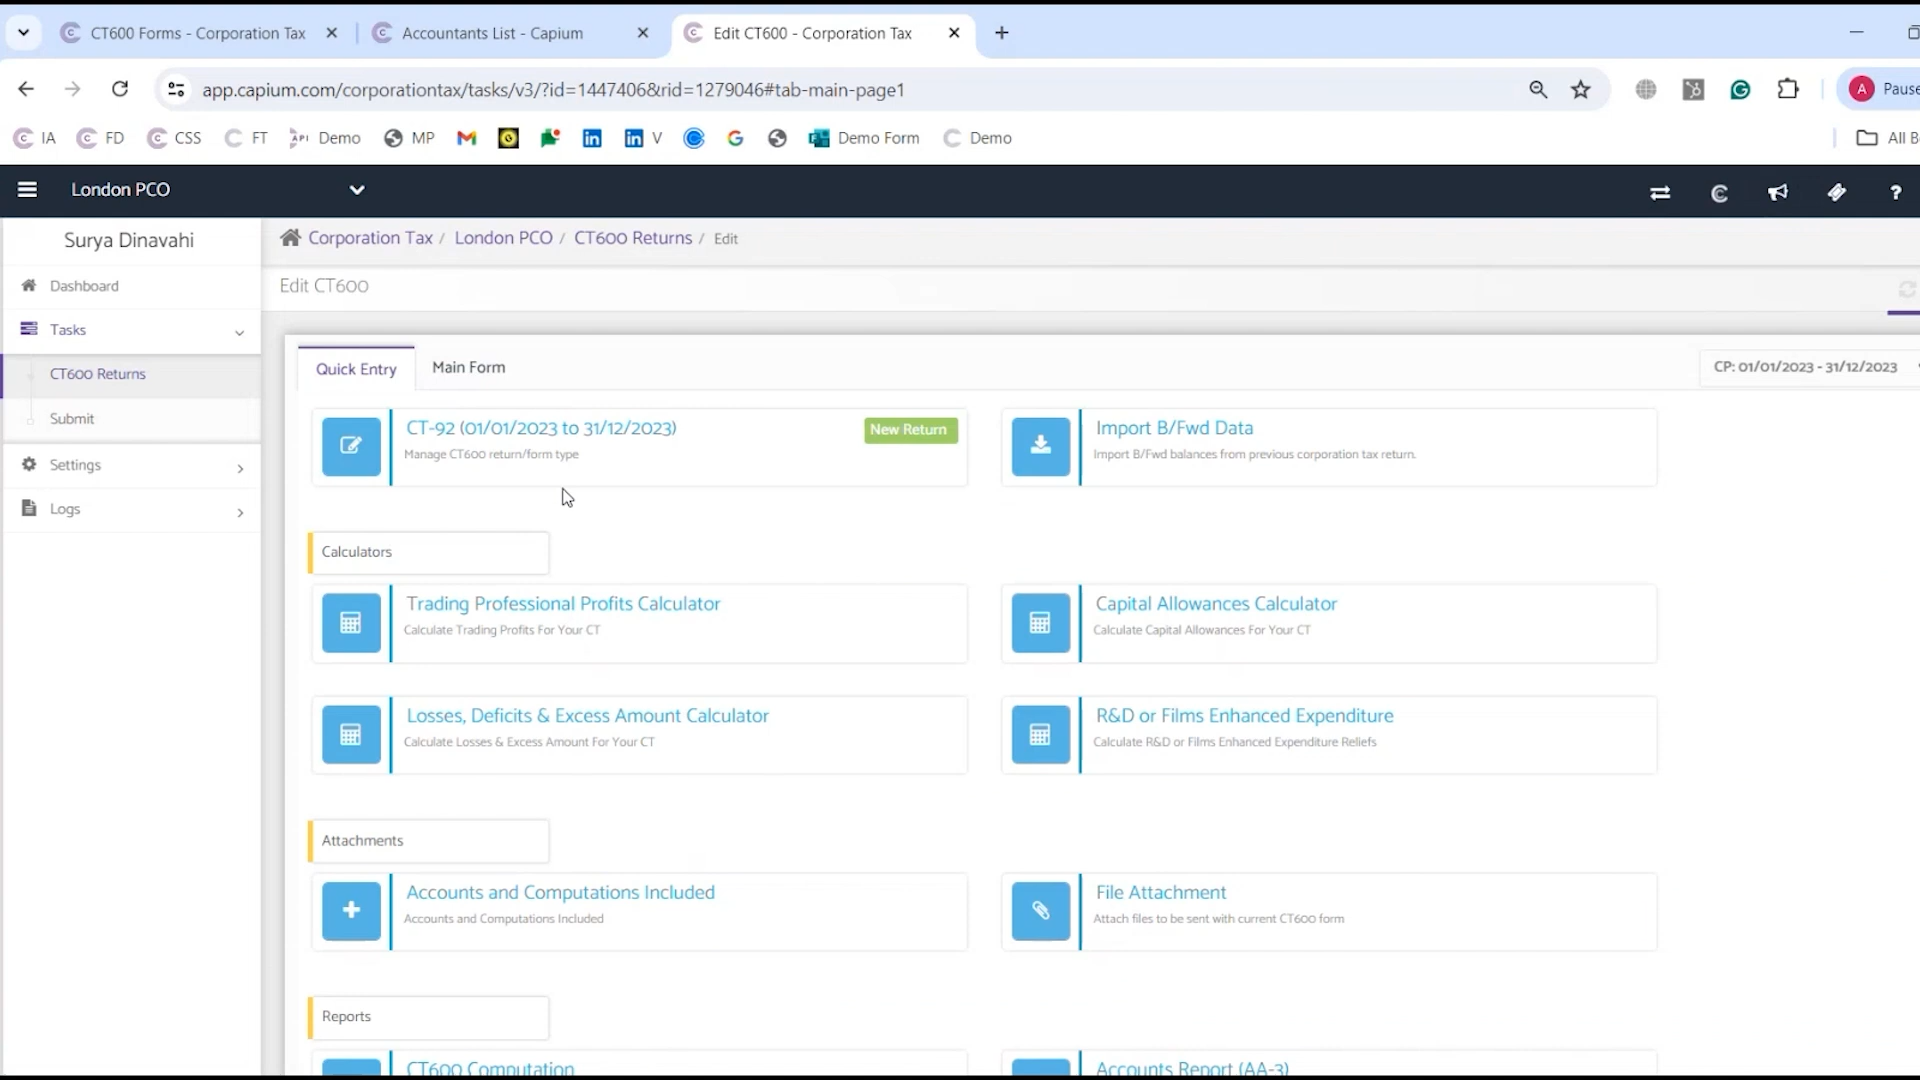 CT600 Forms - Corporation Tax
Accountants List - Capium
Edit CT600 - Corporation Tax
app.capium.com/corporationtax/tasks/v3/?id=1447406&rid=1279046#tab-main-page1
Pause
IA FD CSS FT API Demo MP V Demo Form Demo All B
London PCO
?
Surya Dinavahi
Corporation Tax / London PCO / CT600 Returns / Edit
Dashboard
Edit CT600
Tasks
CT600 Returns
Submit
Settings
Logs
Quick Entry Main Form CP: 01/01/2023 - 31/12/2023
CT-92 (01/01/2023 to 31/12/2023) New Return
Manage CT600 return/form type
Import B/Fwd Data
Import B/Fwd balances from previous corporation tax return.
Calculators
Trading Professional Profits Calculator
Calculate Trading Profits For Your CT
Capital Allowances Calculator
Calculate Capital Allowances For Your CT
Losses, Deficits & Excess Amount Calculator
Calculate Losses & Excess Amount For Your CT
R&D or Films Enhanced Expenditure
Calculate R&D or Films Enhanced Expenditure Reliefs
Attachments
Accounts and Computations Included
Accounts and Computations Included
File Attachment
Attach files to be sent with current CT600 form
Reports
CT600 Computation
Accounts Report (AA-3)